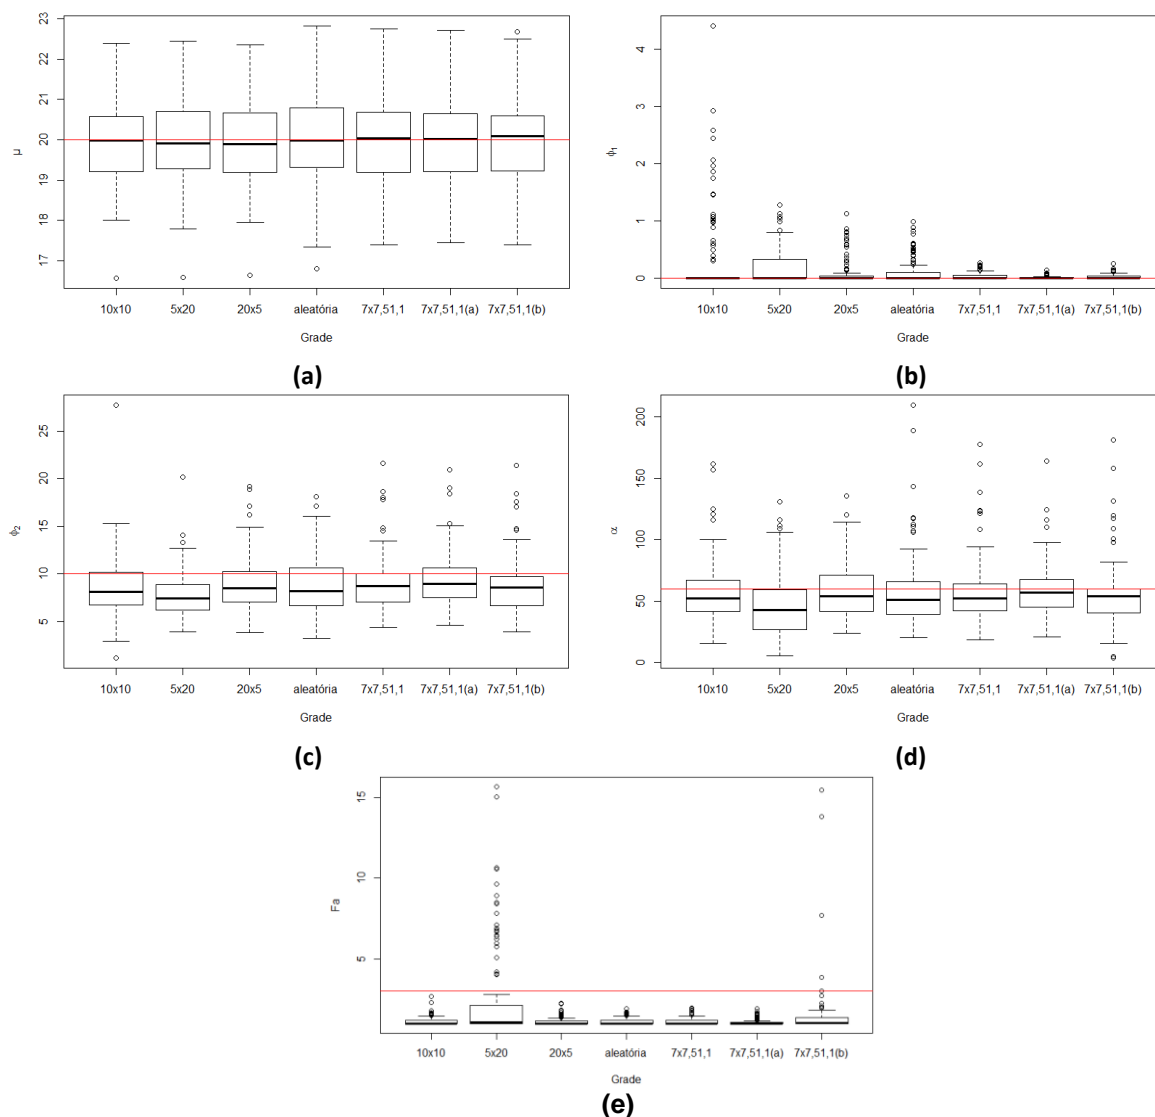 23
22
21
20
19
18
17
μ
10x10 5x20 20x5 aleatória 7x7,51,1 7x7,51,1(a) 7x7,51,1(b)
Grade
(a)
4
3
2
1
0
ϕ₁
10x10 5x20 20x5 aleatória 7x7,51,1 7x7,51,1(a) 7x7,51,1(b)
Grade
(b)
25
20
15
10
5
ϕ₂
10x10 5x20 20x5 aleatória 7x7,51,1 7x7,51,1(a) 7x7,51,1(b)
Grade
(c)
200
150
100
50
0
α
10x10 5x20 20x5 aleatória 7x7,51,1 7x7,51,1(a) 7x7,51,1(b)
Grade
(d)
15
10
5
Fa
10x10 5x20 20x5 aleatória 7x7,51,1 7x7,51,1(a) 7x7,51,1(b)
Grade
(e)